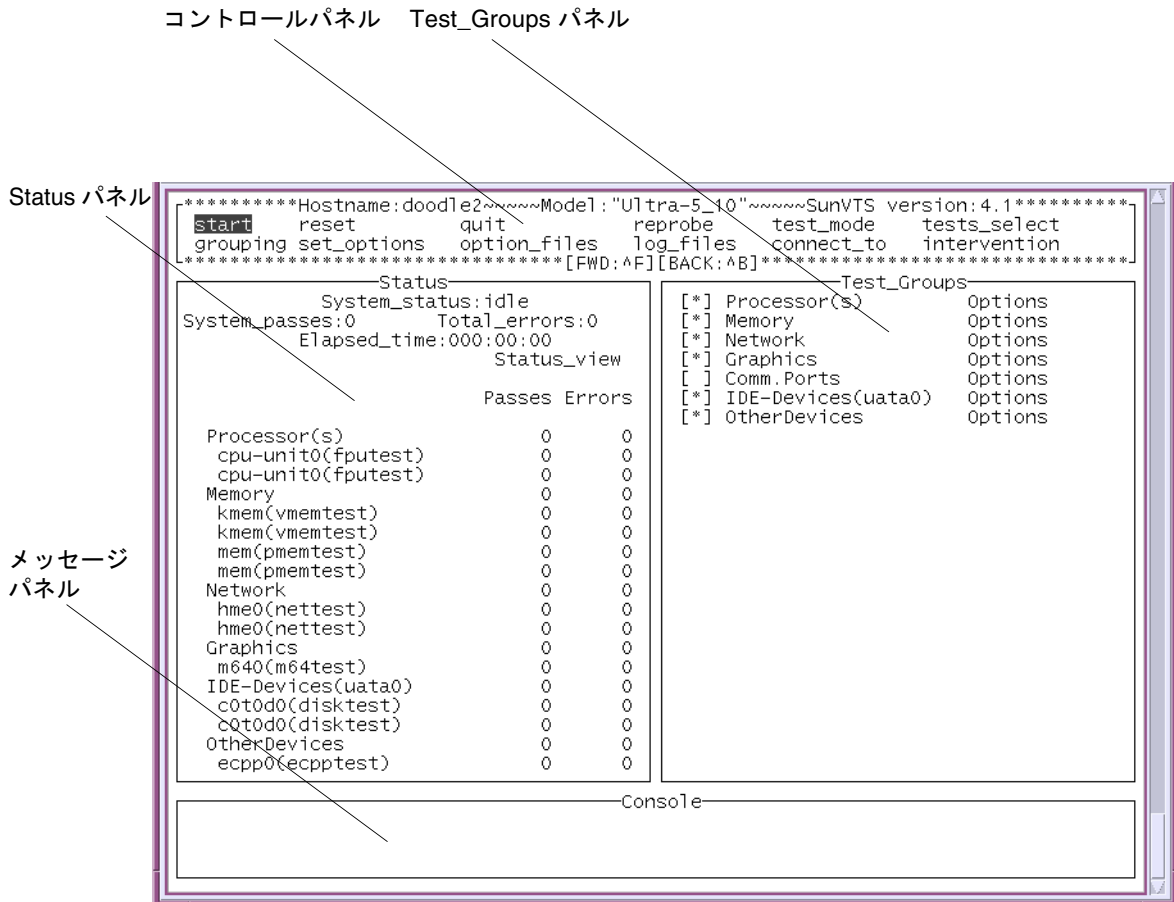 コントロールパネル Test_Groups パネル
Status パネル
**********Hostname:doodle2~~~~~Model:"Ultra-5_10"~~~~~SunVTS version:4.1**********
start reset quit reprobe test_mode tests_select
grouping set_options option_files log_files connect_to intervention
*********************************[FWD:^F][BACK:^B]********************************
Status
System_status:idle
System_passes:0 Total_errors:0
Elapsed_time:000:00:00
Status_view
Passes Errors
Processor(s) 0 0
cpu-unit0(fputest) 0 0
cpu-unit0(fputest) 0 0
Memory 0 0
kmem(vmemtest) 0 0
kmem(vmemtest) 0 0
mem(pmemtest) 0 0
mem(pmemtest) 0 0
Network 0 0
hme0(nettest) 0 0
hme0(nettest) 0 0
Graphics 0 0
m640(m64test) 0 0
IDE-Devices(uata0) 0 0
c0t0d0(disktest) 0 0
c0t0d0(disktest) 0 0
OtherDevices 0 0
ecpp0(ecpptest) 0 0
Test_Groups
[*] Processor(s) Options
[*] Memory Options
[*] Network Options
[*] Graphics Options
[ ] Comm.Ports Options
[*] IDE-Devices(uata0) Options
[*] OtherDevices Options
メッセージ
パネル
Console